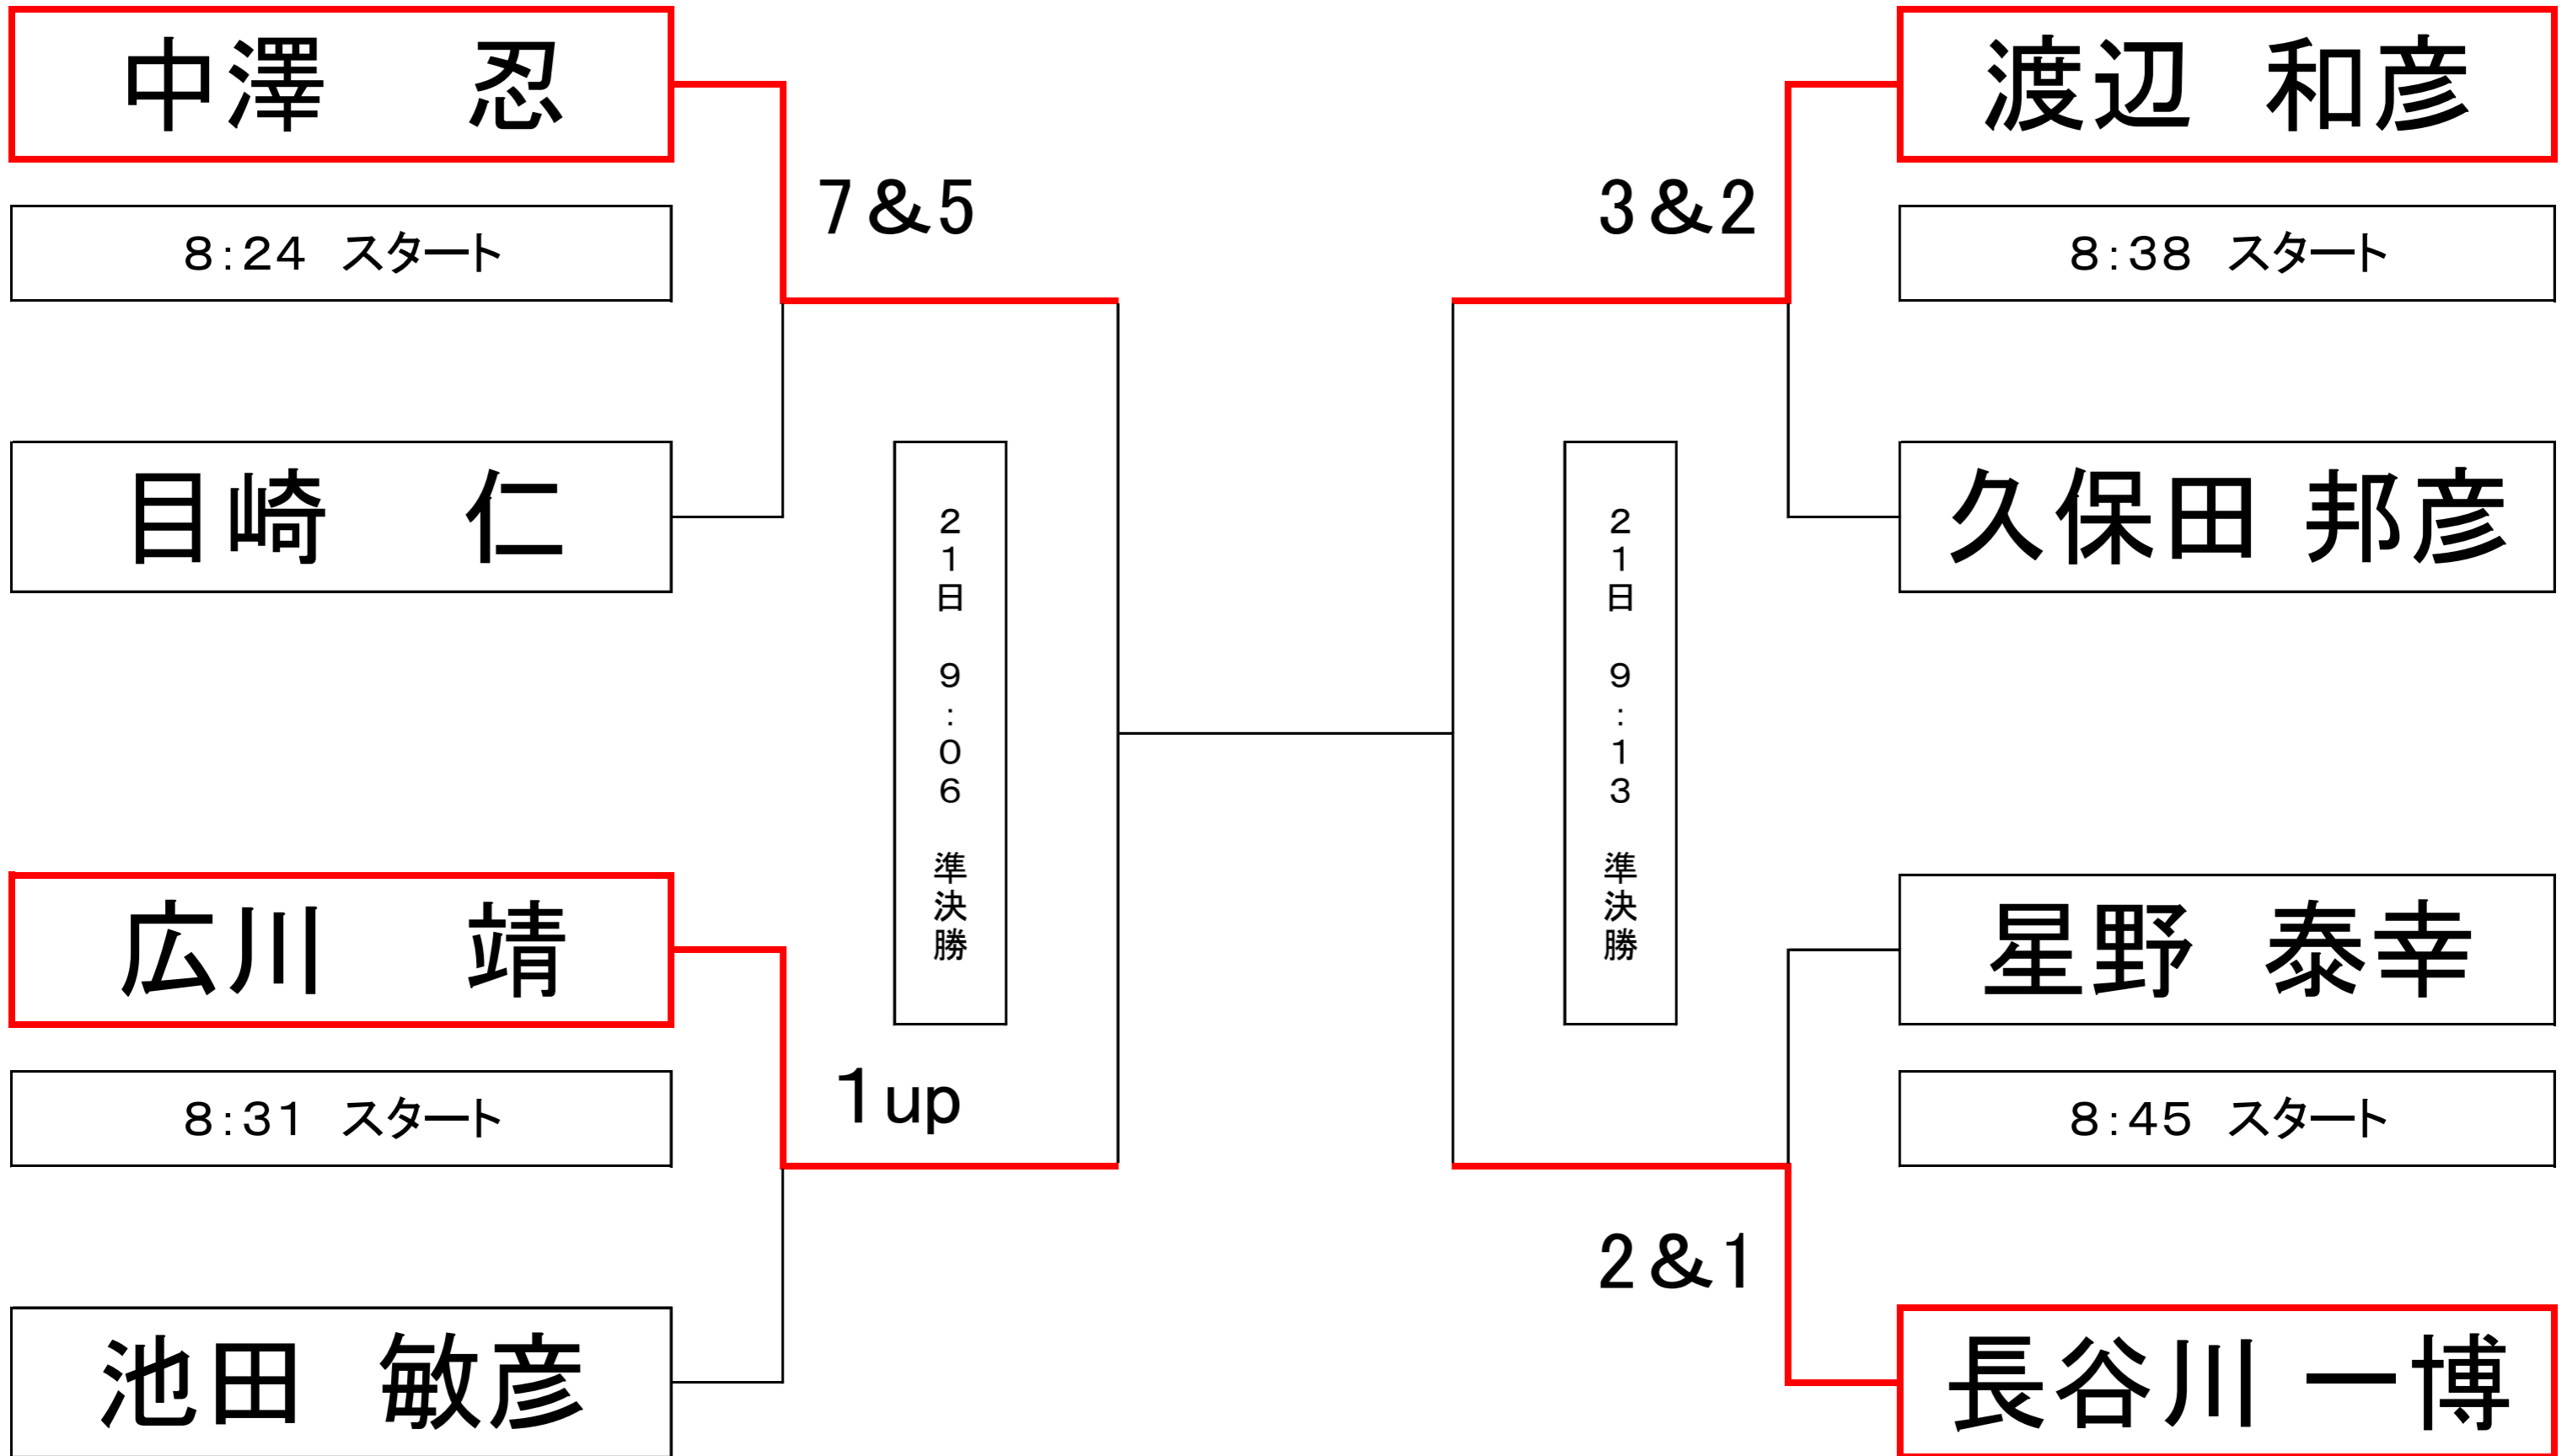 中澤　忍
8:24 スタート
目崎　仁
広川　靖
8:31 スタート
池田　敏彦
7&5
1up
21日　9:06　準決勝
21日　9:13　準決勝
3&2
2&1
渡辺 和彦
8:38 スタート
久保田 邦彦
星野 泰幸
8:45 スタート
長谷川 一博